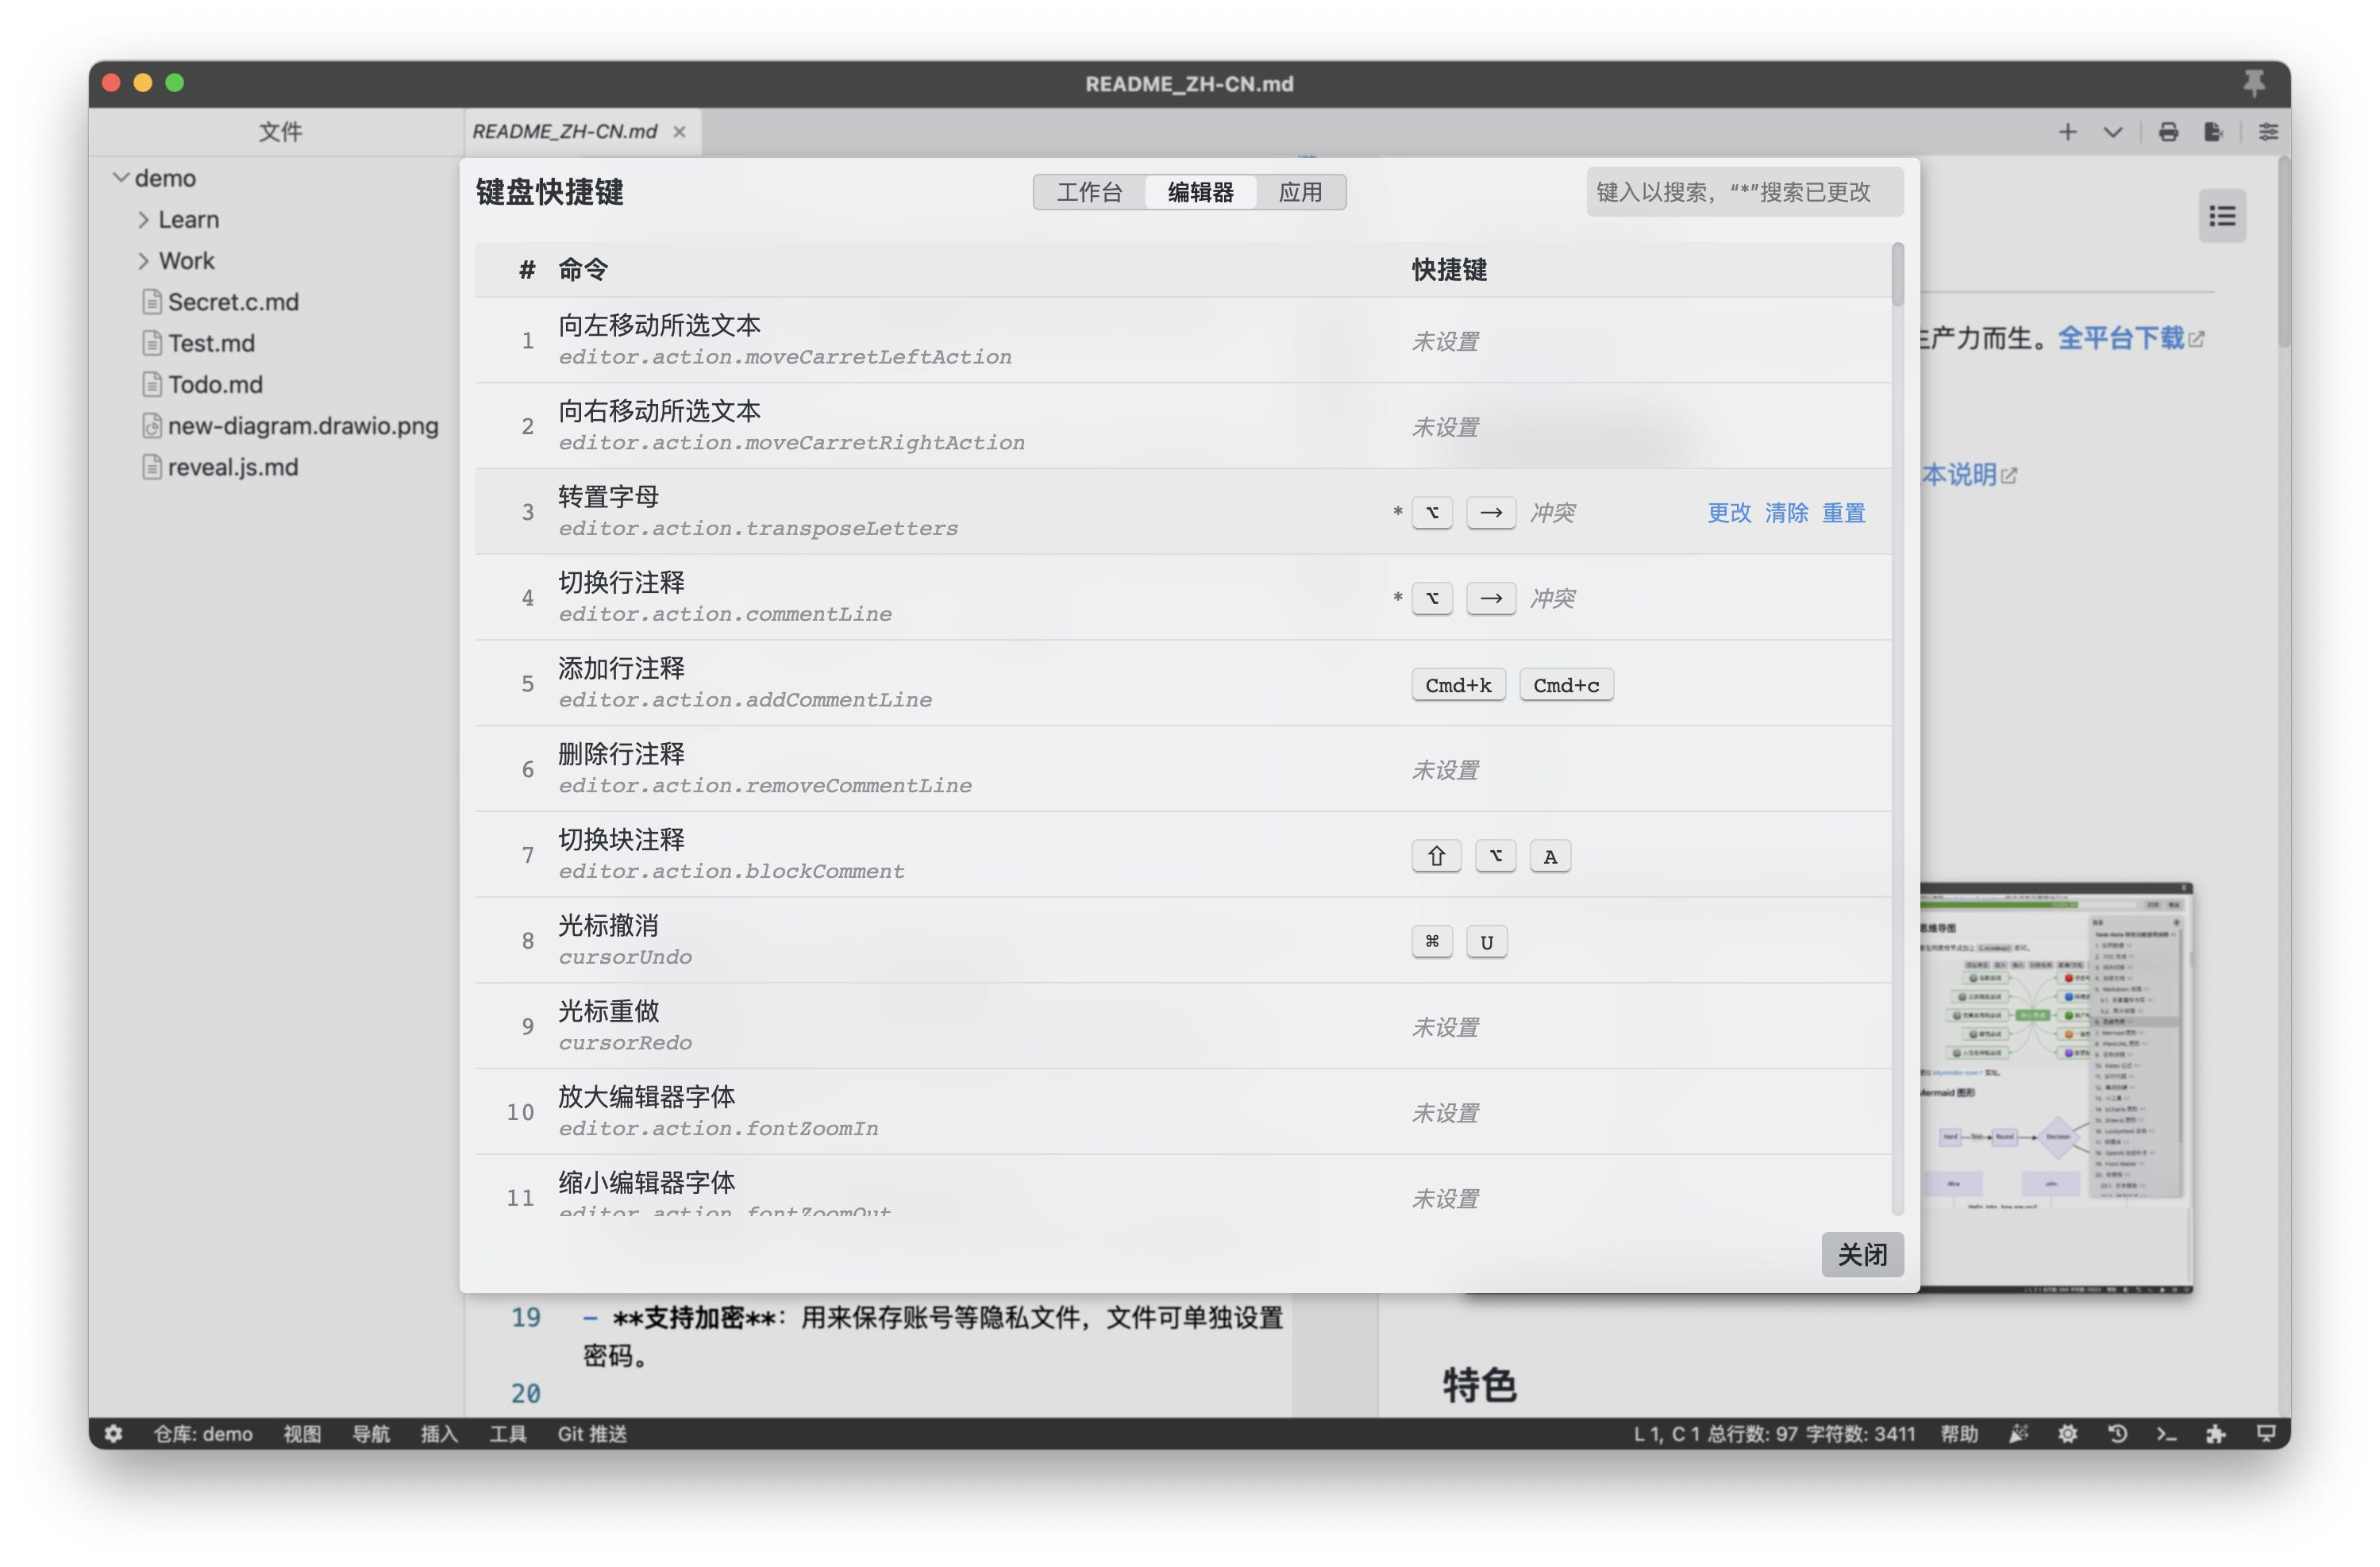 README_ZH-CN.md
文件
README_ZH-CN.md ×
demo
Learn
Work
Secret.c.md
Test.md
Todo.md
new-diagram.drawio.png
reveal.js.md
键盘快捷键
工作台 编辑器 应用
键入以搜索，“*”搜索已更改
# 命令 快捷键
1 向左移动所选文本 未设置
editor.action.moveCarretLeftAction
2 向右移动所选文本 未设置
editor.action.moveCarretRightAction
3 转置字母 * ⌥ → 冲突 更改 清除 重置
editor.action.transposeLetters
4 切换行注释 * ⌥ → 冲突
editor.action.commentLine
5 添加行注释 Cmd+k Cmd+c
editor.action.addCommentLine
6 删除行注释 未设置
editor.action.removeCommentLine
7 切换块注释 ⇧ ⌥ A
editor.action.blockComment
8 光标撤消 ⌘ U
cursorUndo
9 光标重做 未设置
cursorRedo
10 放大编辑器字体 未设置
editor.action.fontZoomIn
11 缩小编辑器字体 未设置
editor.action.fontZoomOut
关闭
产力而生。全平台下载
本说明
思维导图
Mermaid 图形
19 - **支持加密**：用来保存账号等隐私文件，文件可单独设置
密码。
20
特色
仓库: demo 视图 导航 插入 工具 Git 推送
L 1, C 1 总行数: 97 字符数: 3411 帮助